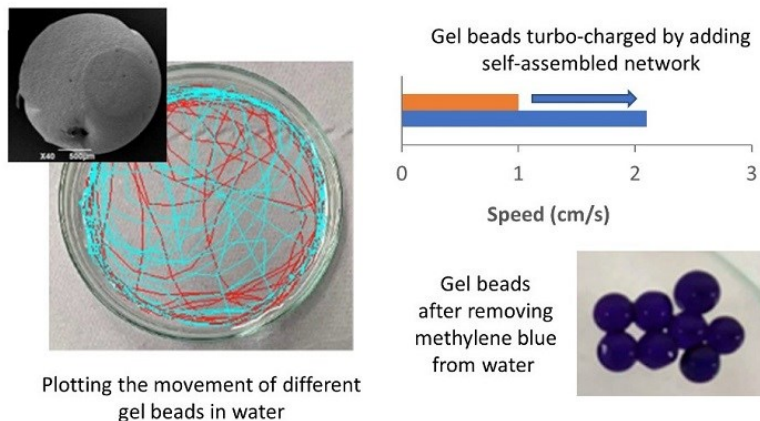 X40 500μm
Plotting the movement of different
gel beads in water
Gel beads turbo-charged by adding
self-assembled network
0 1 2 3
Speed (cm/s)
Gel beads
after removing
methylene blue
from water